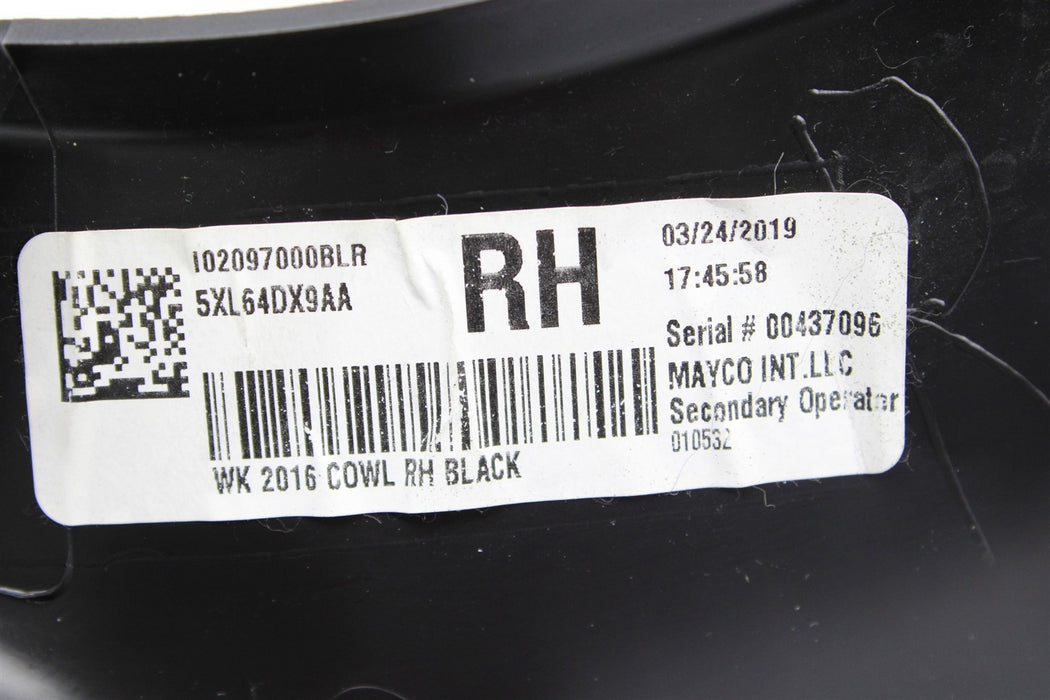 I02097000BLR
5XL64DX9AA
RH
03/24/2019
17:45:58
Serial # 00437096
MAYCO INT.LLC
Secondary Operator
010532
WK 2016 COWL RH BLACK